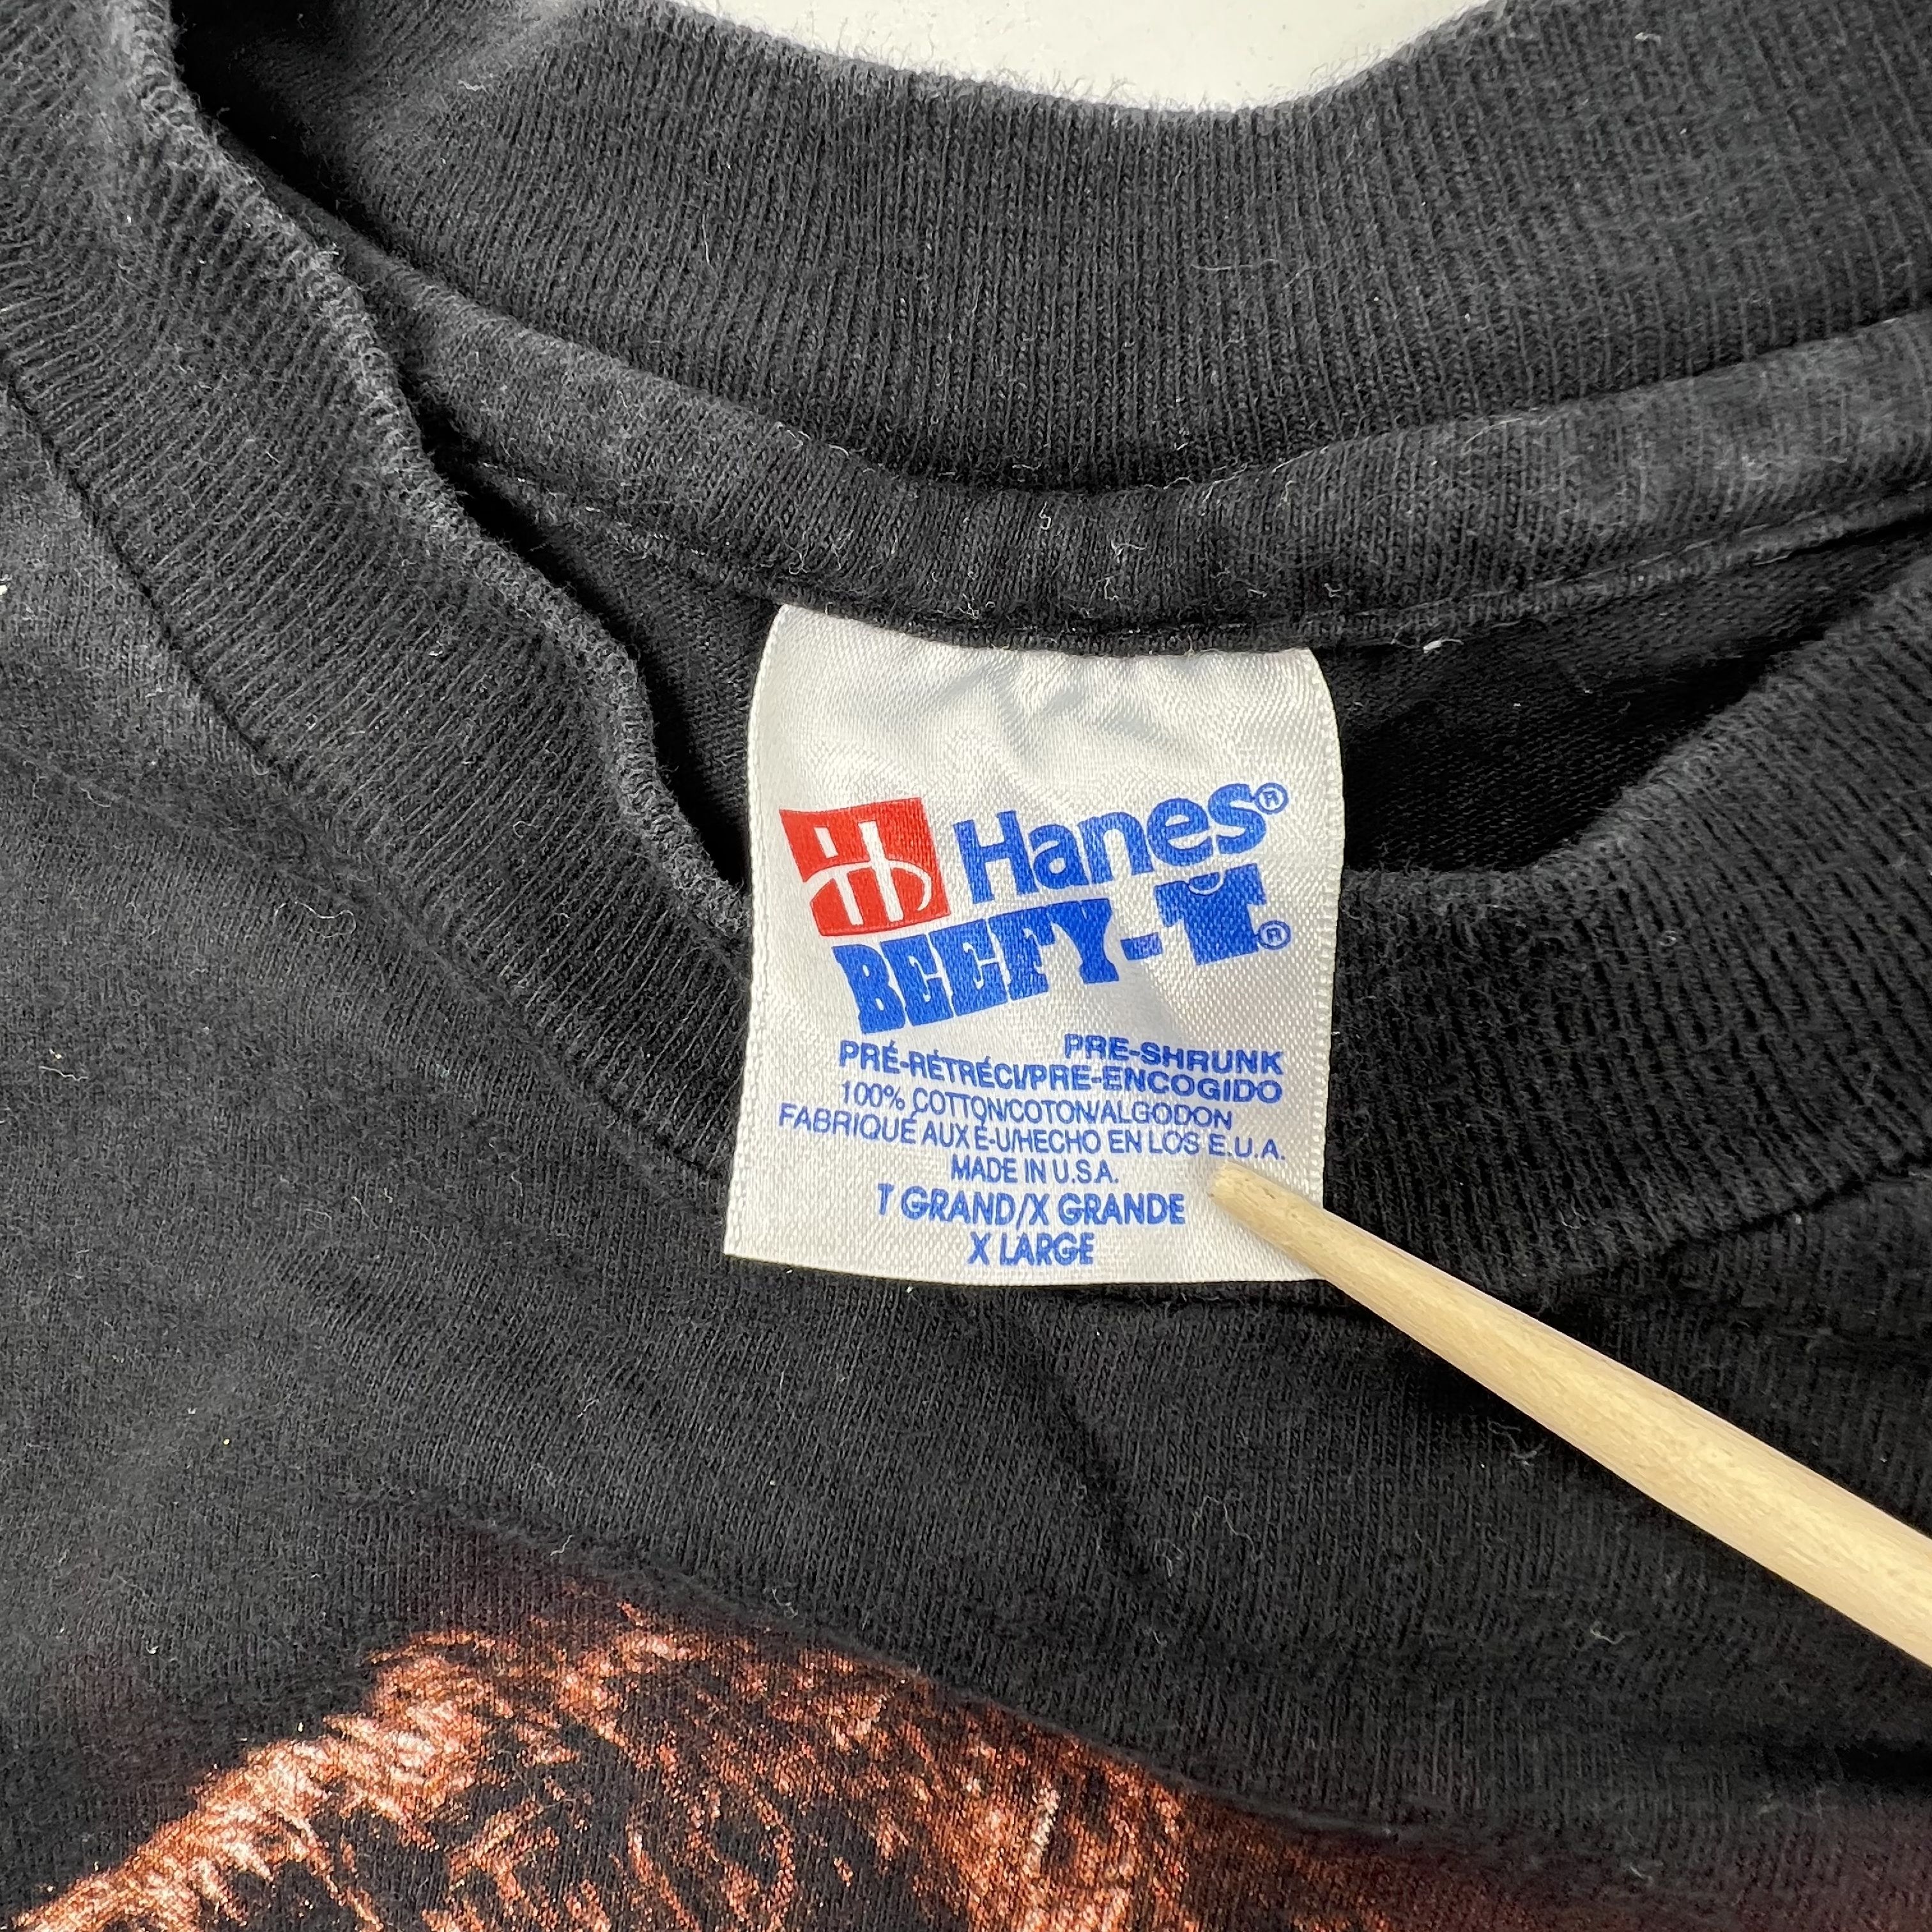 Hanes®
BEEFY-T®
PRE-SHRUNK
PRÉ-RÉTRÉCI/PRE-ENCOGIDO
100% COTTON/COTON/ALGODON
FABRIQUÉ AUX É-U/HECHO EN LOS E.U.A.
MADE IN U.S.A.
T GRAND/X GRANDE
X LARGE